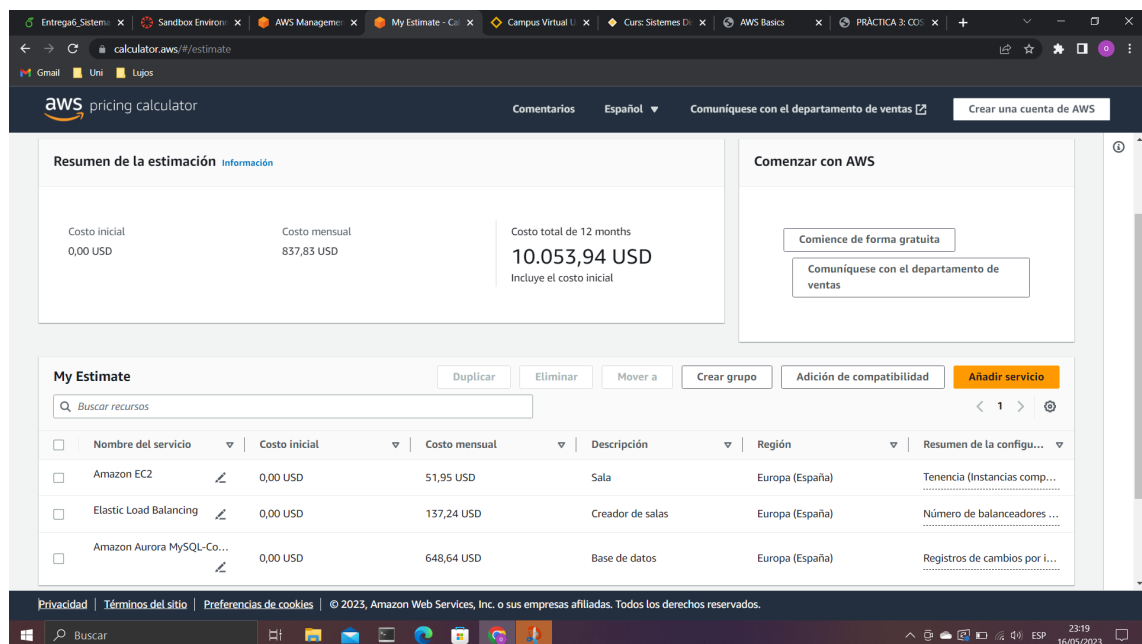 Entrega6_Sistema
Sandbox Environm
AWS Managemen
My Estimate - Cal
Campus Virtual U
Curs: Sistemes Di
AWS Basics
PRÀCTICA 3: COS
calculator.aws/#/estimate
Gmail Uni Lujos
aws pricing calculator
Comentarios Español Comuníquese con el departamento de ventas Crear una cuenta de AWS
Resumen de la estimación Información
Costo inicial
0,00 USD
Costo mensual
837,83 USD
Costo total de 12 months
10.053,94 USD
Incluye el costo inicial
Comenzar con AWS
Comience de forma gratuita
Comuníquese con el departamento de
ventas
My Estimate
Duplicar Eliminar Mover a Crear grupo Adición de compatibilidad Añadir servicio
Buscar recursos
1
Nombre del servicio Costo inicial Costo mensual Descripción Región Resumen de la configu...
Amazon EC2 0,00 USD 51,95 USD Sala Europa (España) Tenencia (Instancias comp...
Elastic Load Balancing 0,00 USD 137,24 USD Creador de salas Europa (España) Número de balanceadores ...
Amazon Aurora MySQL-Co... 0,00 USD 648,64 USD Base de datos Europa (España) Registros de cambios por i...
Privacidad | Términos del sitio | Preferencias de cookies | © 2023, Amazon Web Services, Inc. o sus empresas afiliadas. Todos los derechos reservados.
Buscar
ESP
23:19
16/05/2023